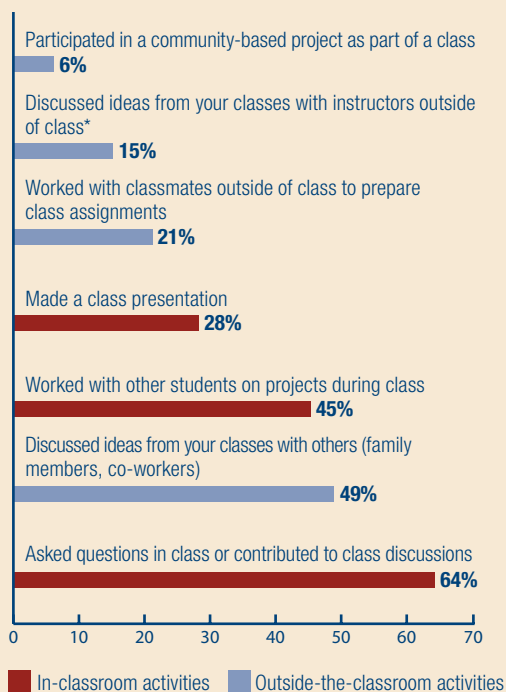 Participated in a community-based project as part of a class
6%
Discussed ideas from your classes with instructors outside
of class*
15%
Worked with classmates outside of class to prepare
class assignments
21%
Made a class presentation
28%
Worked with other students on projects during class
45%
Discussed ideas from your classes with others (family
members, co-workers)
49%
Asked questions in class or contributed to class discussions
64%
0 10 20 30 40 50 60 70
In-classroom activities Outside-the-classroom activities